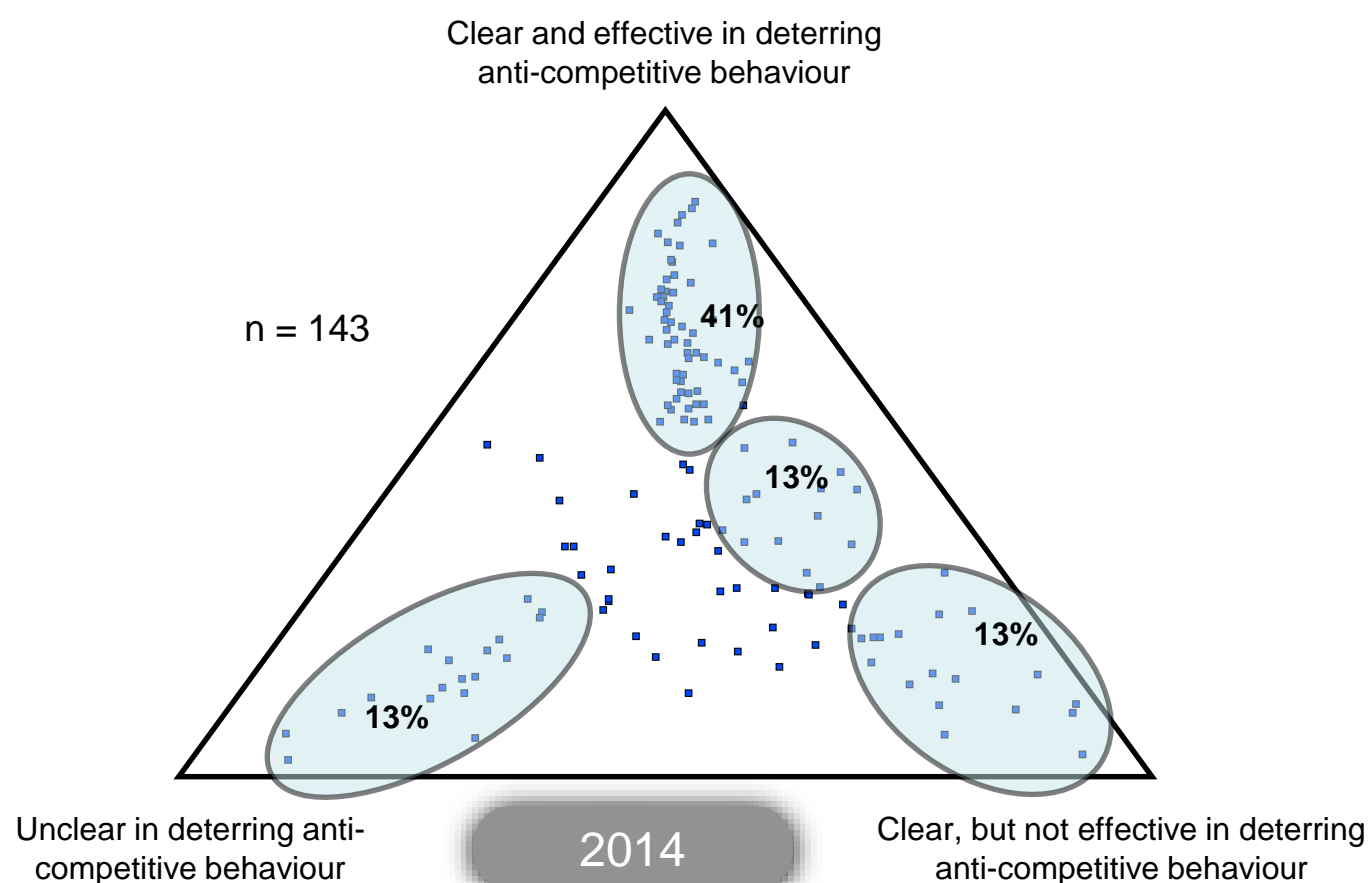 Clear and effective in deterring
anti-competitive behaviour
n = 143
41%
13%
13%
13%
Unclear in deterring anti-
competitive behaviour
2014
Clear, but not effective in deterring
anti-competitive behaviour